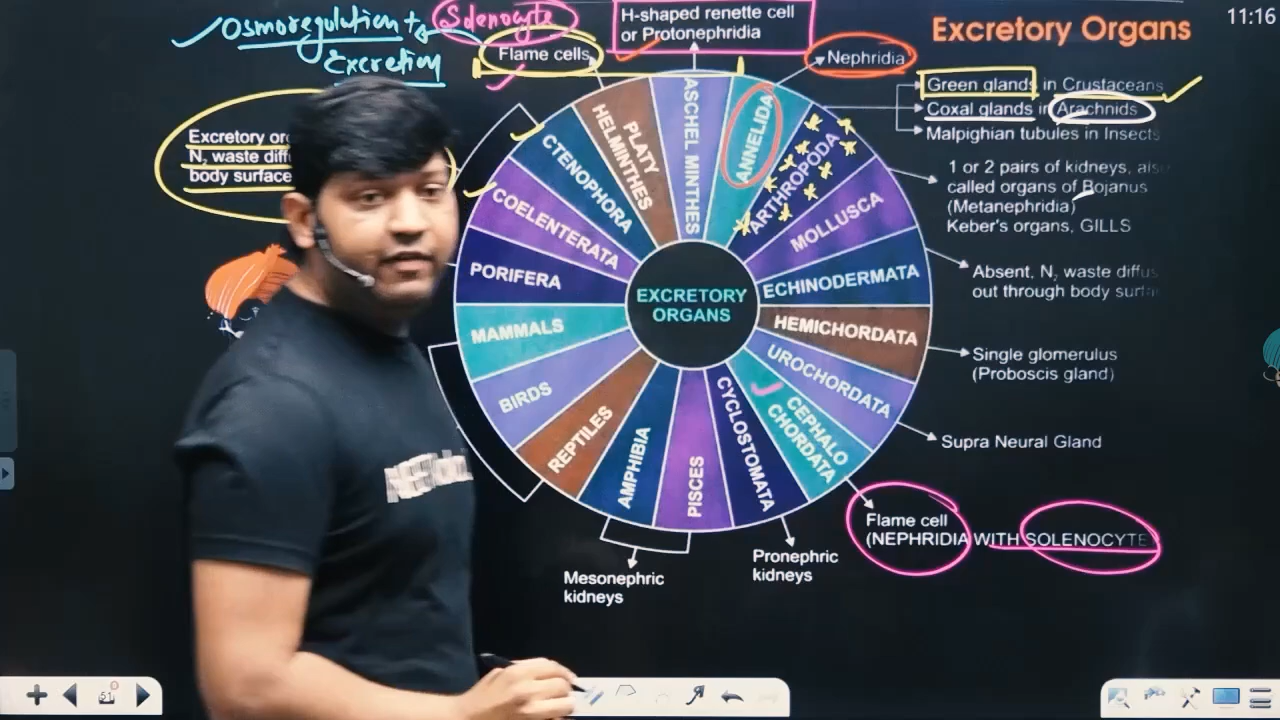 Osmoregulation +
Excretion
Solenocyte
Flame cells
H-shaped renette cell
or Protonephridia
Nephridia
Excretory Organs
11:16
Green glands in Crustaceans
Coxal glands in Arachnids
Malpighian tubules in Insects
1 or 2 pairs of kidneys,
called organs of Bojanus
(Metanephridia)
Keber's organs, GILLS
Absent, N₂ waste
out through body
Single glomerulus
(Proboscis gland)
Supra Neural Gland
Flame cell
(NEPHRIDIA WITH SOLENOCYTE
Pronephric
kidneys
Mesonephric
kidneys
Excretory
N₂ waste
body surface
EXCRETORY
ORGANS
PORIFERA
COELENTERATA
CTENOPHORA
PLATY
HELMINTHES
ASCHEL MINTHES
ANNELIDA
ARTHROPODA
MOLLUSCA
ECHINODERMATA
HEMICHORDATA
UROCHORDATA
CEPHALO
CHORDATA
CYCLOSTOMATA
PISCES
AMPHIBIA
REPTILES
BIRDS
MAMMALS
51